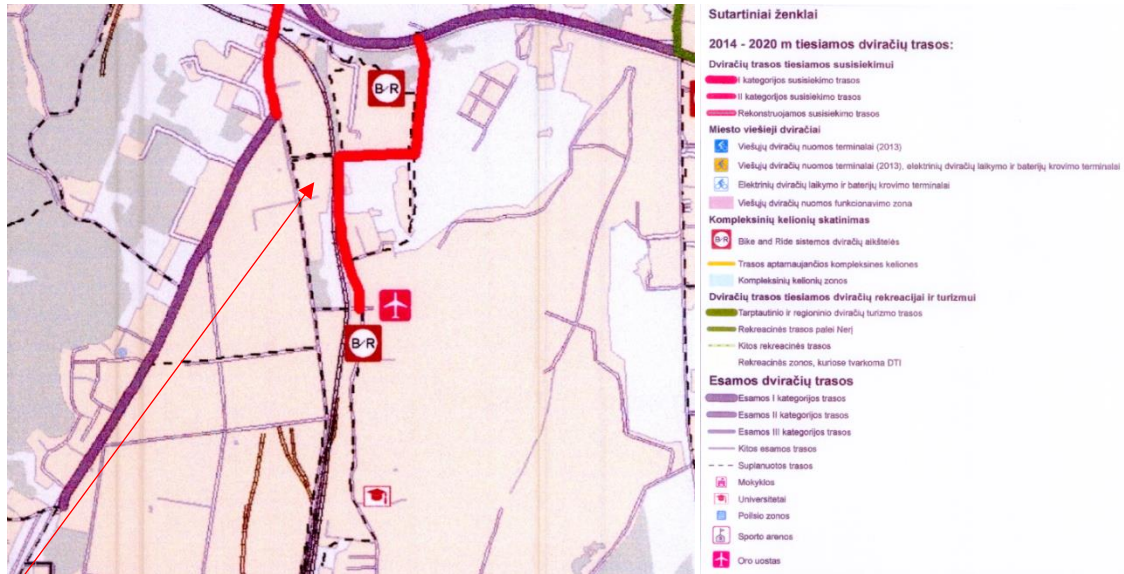 B/R
B/R
Sutartiniai ženklai
2014 - 2020 m tiesiamos dviračių trasos:
Dviračių trasos tiesiamos susisiekimui
I kategorijos susisiekimo trasos
II kategorijos susisiekimo trasos
Rekonstruojamos susisiekimo trasos
Miesto viešieji dviračiai
Viešųjų dviračių nuomos terminalai (2013)
Viešųjų dviračių nuomos terminalai (2013), elektrinių dviračių laikymo ir baterijų krovimo terminalai
Elektrinių dviračių laikymo ir baterijų krovimo terminalai
Viešųjų dviračių nuomos funkcionavimo zona
Kompleksinių kelionių skatinimas
B/R Bike and Ride sistemos dviračių aikštelės
Trasos aptarnaujančios kompleksines keliones
Kompleksinių kelionių zonos
Dviračių trasos tiesiamos dviračių rekreacijai ir turizmui
Tarptautinio ir regioninio dviračių turizmo trasos
Rekreacinės trasos palei Nerį
Kitos rekreacinės trasos
Rekreacinės zonos, kuriose tvarkoma DTI
Esamos dviračių trasos
Esamos I kategorijos trasos
Esamos II kategorijos trasos
Esamos III kategorijos trasos
Kitos esamos trasos
Suplanuotos trasos
Mokyklos
Universitetai
Poilsio zonos
Sporto arenos
Oro uostas